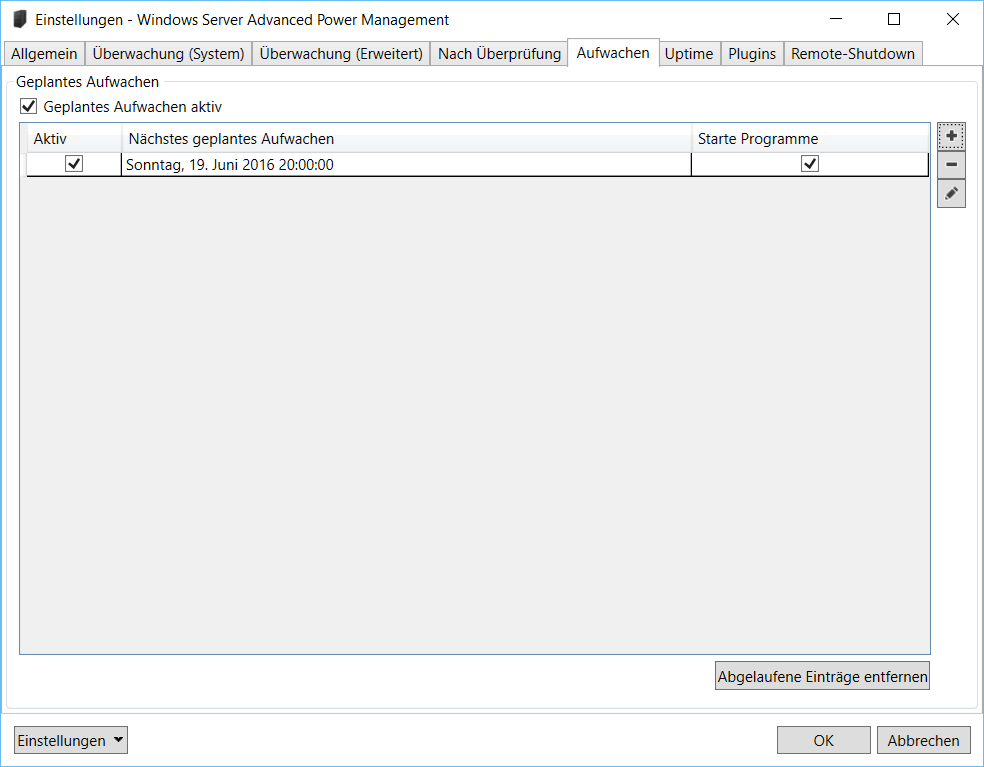 Einstellungen - Windows Server Advanced Power Management
Allgemein Überwachung (System) Überwachung (Erweitert) Nach Überprüfung Aufwachen Uptime Plugins Remote-Shutdown
Geplantes Aufwachen
Geplantes Aufwachen aktiv
Aktiv Nächstes geplantes Aufwachen Starte Programme
Sonntag, 19. Juni 2016 20:00:00
Abgelaufene Einträge entfernen
Einstellungen OK Abbrechen